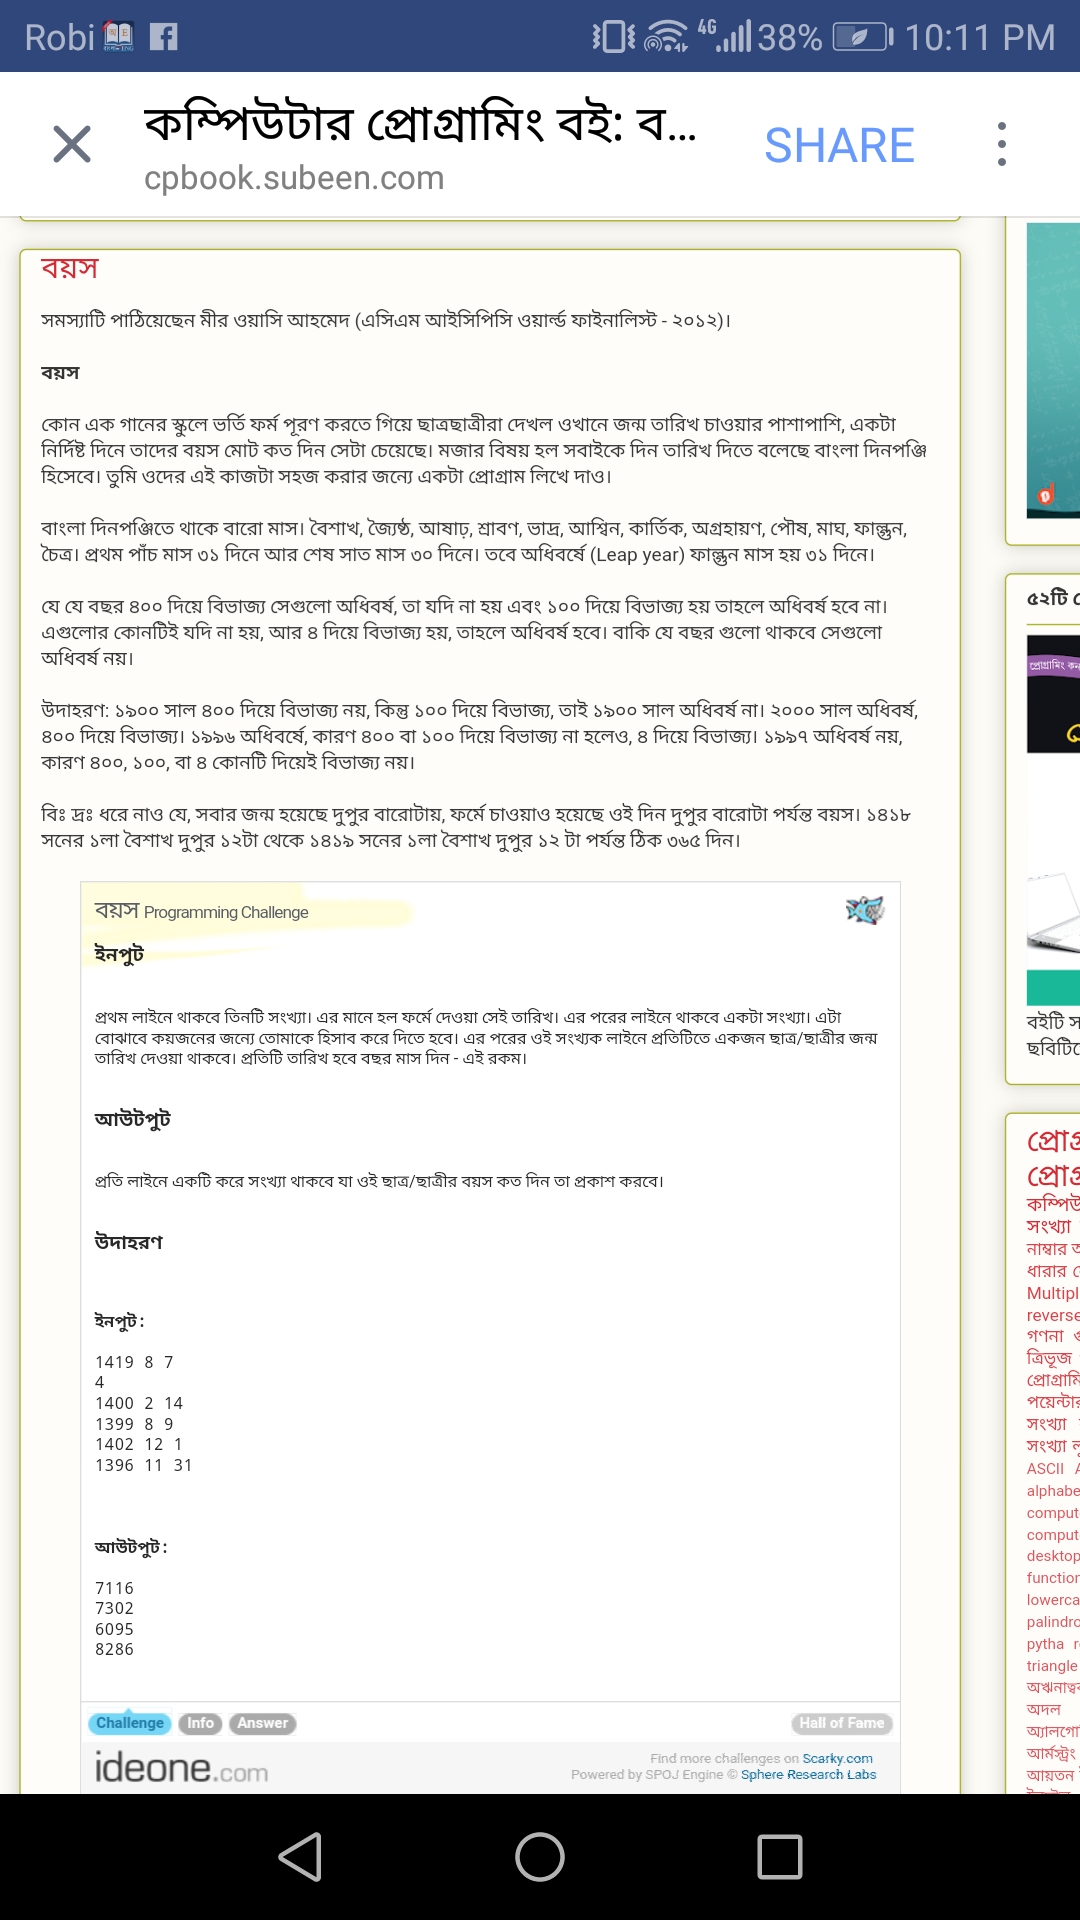 Robi
4G 38% 10:11 PM
কম্পিউটার প্রোগ্রামিং বই: ব...
cpbook.subeen.com
SHARE
বয়স
সমস্যাটি পাঠিয়েছেন মীর ওয়াসি আহমেদ (এসিএম আইসিপিসি ওয়ার্ল্ড ফাইনালিস্ট - ২০১২)।
বয়স
কোন এক গানের স্কুলে ভর্তি ফর্ম পূরণ করতে গিয়ে ছাত্রছাত্রীরা দেখল ওখানে জন্ম তারিখ চাওয়ার পাশাপাশি, একটা
নির্দিষ্ট দিনে তাদের বয়স মোট কত দিন সেটা চেয়েছে। মজার বিষয় হল সবাইকে দিন তারিখ দিতে বলেছে বাংলা দিনপঞ্জি
হিসেবে। তুমি ওদের এই কাজটা সহজ করার জন্যে একটা প্রোগ্রাম লিখে দাও।
বাংলা দিনপঞ্জিতে থাকে বারো মাস। বৈশাখ, জ্যৈষ্ঠ, আষাঢ়, শ্রাবণ, ভাদ্র, আশ্বিন, কার্তিক, অগ্রহায়ণ, পৌষ, মাঘ, ফাল্গুন,
চৈত্র। প্রথম পাঁচ মাস ৩১ দিনে আর শেষ সাত মাস ৩০ দিনে। তবে অধিবর্ষে (Leap year) ফাল্গুন মাস হয় ৩১ দিনে।
যে যে বছর ৪০০ দিয়ে বিভাজ্য সেগুলো অধিবর্ষ, তা যদি না হয় এবং ১০০ দিয়ে বিভাজ্য হয় তাহলে অধিবর্ষ হবে না।
এগুলোর কোনটিই যদি না হয়, আর ৪ দিয়ে বিভাজ্য হয়, তাহলে অধিবর্ষ হবে। বাকি যে বছর গুলো থাকবে সেগুলো
অধিবর্ষ নয়।
উদাহরণ: ১৯০০ সাল ৪০০ দিয়ে বিভাজ্য নয়, কিন্তু ১০০ দিয়ে বিভাজ্য, তাই ১৯০০ সাল অধিবর্ষ না। ২০০০ সাল অধিবর্ষ,
৪০০ দিয়ে বিভাজ্য। ১৯৯৬ অধিবর্ষে, কারণ ৪০০ বা ১০০ দিয়ে বিভাজ্য না হলেও, ৪ দিয়ে বিভাজ্য। ১৯৯৭ অধিবর্ষ নয়,
কারণ ৪০০, ১০০, বা ৪ কোনটি দিয়েই বিভাজ্য নয়।
বিঃ দ্রঃ ধরে নাও যে, সবার জন্ম হয়েছে দুপুর বারোটায়, ফর্মে চাওয়াও হয়েছে ওই দিন দুপুর বারোটা পর্যন্ত বয়স। ১৪১৮
সনের ১লা বৈশাখ দুপুর ১২টা থেকে ১৪১৯ সনের ১লা বৈশাখ দুপুর ১২ টা পর্যন্ত ঠিক ৩৬৫ দিন।
বয়স Programming Challenge
ইনপুট
প্রথম লাইনে থাকবে তিনটি সংখ্যা। এর মানে হল ফর্মে দেওয়া সেই তারিখ। এর পরের লাইনে থাকবে একটা সংখ্যা। এটা
বোঝাবে কয়জনের জন্যে তোমাকে হিসাব করে দিতে হবে। এর পরের ওই সংখ্যক লাইনে প্রতিটিতে একজন ছাত্র/ছাত্রীর জন্ম
তারিখ দেওয়া থাকবে। প্রতিটি তারিখ হবে বছর মাস দিন - এই রকম।
আউটপুট
প্রতি লাইনে একটি করে সংখ্যা থাকবে যা ওই ছাত্র/ছাত্রীর বয়স কত দিন তা প্রকাশ করবে।
উদাহরণ
ইনপুট :
1419 8 7
4
1400 2 14
1399 8 9
1402 12 1
1396 11 31
আউটপুট :
7116
7302
6095
8286
Challenge Info Answer Hall of Fame
ideone.com
Find more challenges on Scarky.com
Powered by SPOJ Engine © Sphere Research Labs
৫২টি
প্রোগ্রামিং
বইটি
সংখ্যা
নাম্বার
ধারার
Multipl
reverse
গণনা
ত্রিভূজ
সংখ্যা
সংখ্যা
ASCII
alphabe
comput
comput
desktop
function
lowerca
palindro
pytha
triangle
অদল
আর্মস্ট্রং
আয়তন